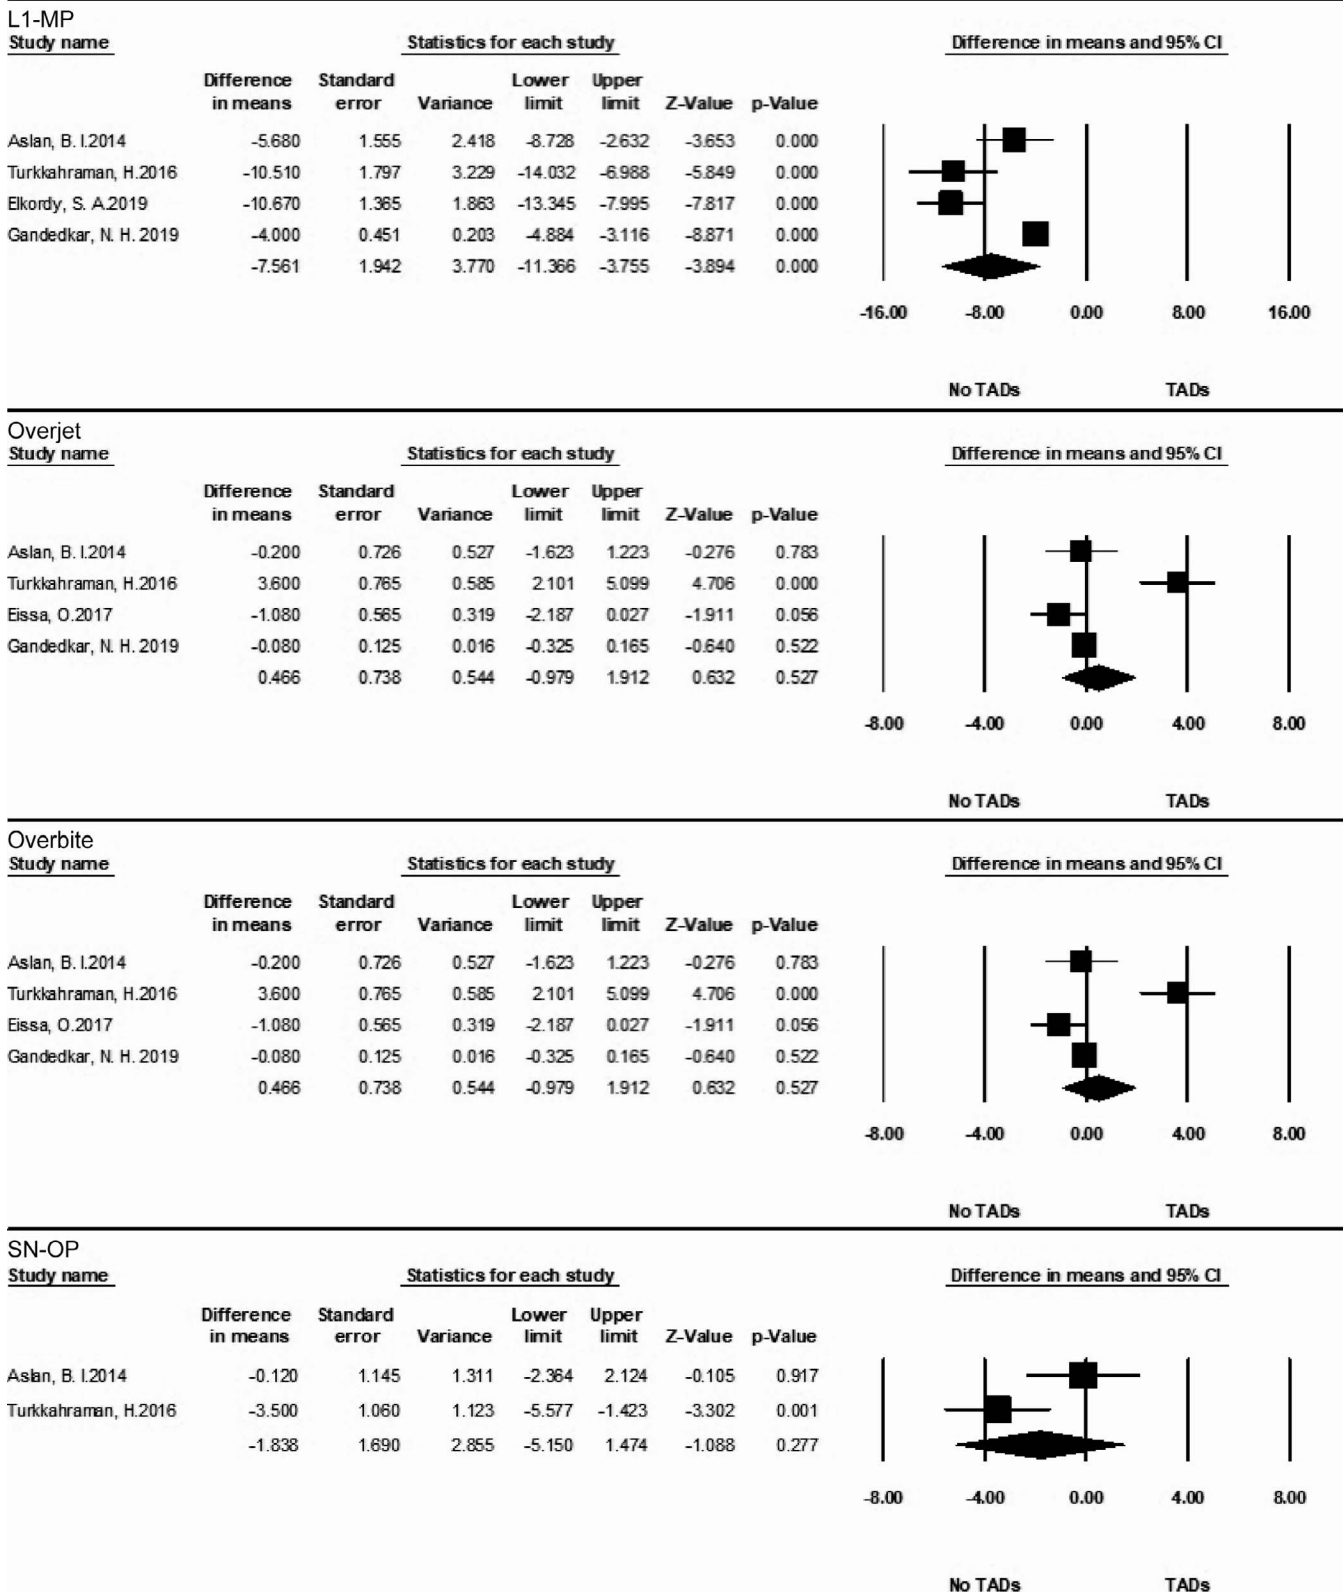 L1-MP
Study name Statistics for each study Difference in means and 95% CI
Difference Standard Lower Upper
in means error Variance limit limit Z-Value p-Value
Aslan, B. I.2014 -5.680 1.555 2.418 -8.728 -2.632 -3.653 0.000
Turkkahraman, H.2016 -10.510 1.797 3.229 -14.032 -6.988 -5.849 0.000
Elkordy, S. A.2019 -10.670 1.365 1.863 -13.345 -7.995 -7.817 0.000
Gandedkar, N. H. 2019 -4.000 0.451 0.203 -4.884 -3.116 -8.871 0.000
-7.561 1.942 3.770 -11.366 -3.755 -3.894 0.000
-16.00 -8.00 0.00 8.00 16.00
No TADs TADs
Overjet
Study name Statistics for each study Difference in means and 95% CI
Difference Standard Lower Upper
in means error Variance limit limit Z-Value p-Value
Aslan, B. I.2014 -0.200 0.726 0.527 -1.623 1.223 -0.276 0.783
Turkkahraman, H.2016 3.600 0.765 0.585 2.101 5.099 4.706 0.000
Eissa, O.2017 -1.080 0.565 0.319 -2.187 0.027 -1.911 0.056
Gandedkar, N. H. 2019 -0.080 0.125 0.016 -0.325 0.165 -0.640 0.522
0.466 0.738 0.544 -0.979 1.912 0.632 0.527
-8.00 -4.00 0.00 4.00 8.00
No TADs TADs
Overbite
Study name Statistics for each study Difference in means and 95% CI
Difference Standard Lower Upper
in means error Variance limit limit Z-Value p-Value
Aslan, B. I.2014 -0.200 0.726 0.527 -1.623 1.223 -0.276 0.783
Turkkahraman, H.2016 3.600 0.765 0.585 2.101 5.099 4.706 0.000
Eissa, O.2017 -1.080 0.565 0.319 -2.187 0.027 -1.911 0.056
Gandedkar, N. H. 2019 -0.080 0.125 0.016 -0.325 0.165 -0.640 0.522
0.466 0.738 0.544 -0.979 1.912 0.632 0.527
-8.00 -4.00 0.00 4.00 8.00
No TADs TADs
SN-OP
Study name Statistics for each study Difference in means and 95% CI
Difference Standard Lower Upper
in means error Variance limit limit Z-Value p-Value
Aslan, B. I.2014 -0.120 1.145 1.311 -2.364 2.124 -0.105 0.917
Turkkahraman, H.2016 -3.500 1.060 1.123 -5.577 -1.423 -3.302 0.001
-1.838 1.690 2.855 -5.150 1.474 -1.088 0.277
-8.00 -4.00 0.00 4.00 8.00
No TADs TADs